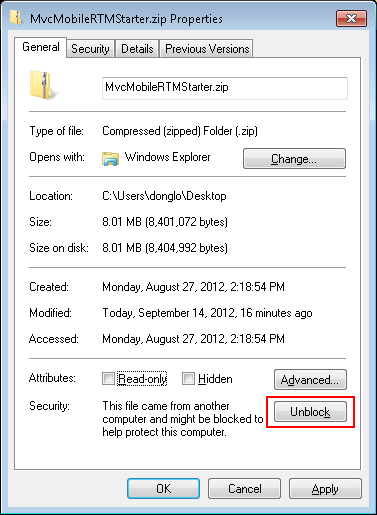 MvcMobileRTMStarter.zip Properties
General Security Details Previous Versions
MvcMobileRTMStarter.zip
Type of file: Compressed (zipped) Folder (.zip)
Opens with: Windows Explorer Change...
Location: C:\Users\donglo\Desktop
Size: 8.01 MB (8,401,072 bytes)
Size on disk: 8.01 MB (8,404,992 bytes)
Created: Monday, August 27, 2012, 2:18:54 PM
Modified: Today, September 14, 2012, 16 minutes ago
Accessed: Monday, August 27, 2012, 2:18:54 PM
Attributes: Read-only Hidden Advanced...
Security: This file came from another
computer and might be blocked to
help protect this computer.
Unblock
OK Cancel Apply